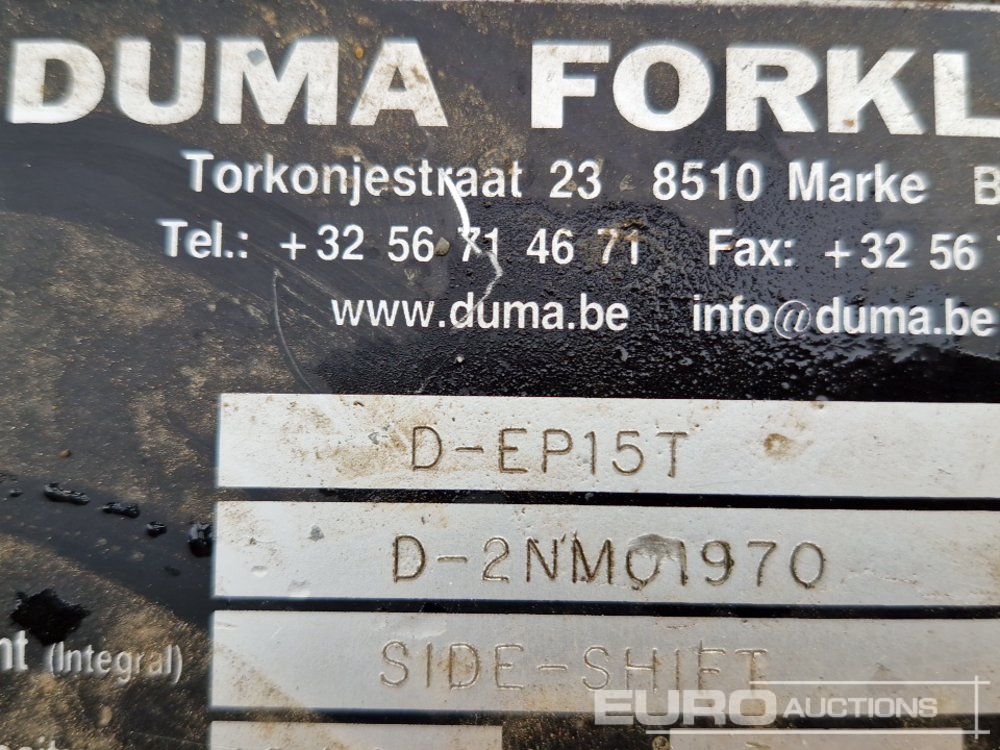 DUMA FORKL
Torkonjestraat 23 8510 Marke B
Tel.: +32 56 71 46 71 Fax: +32 56
www.duma.be info@duma.be
D-EP15T
D-2NM01970
nt (Integral) SIDE-SHIFT
EURO AUCTIONS